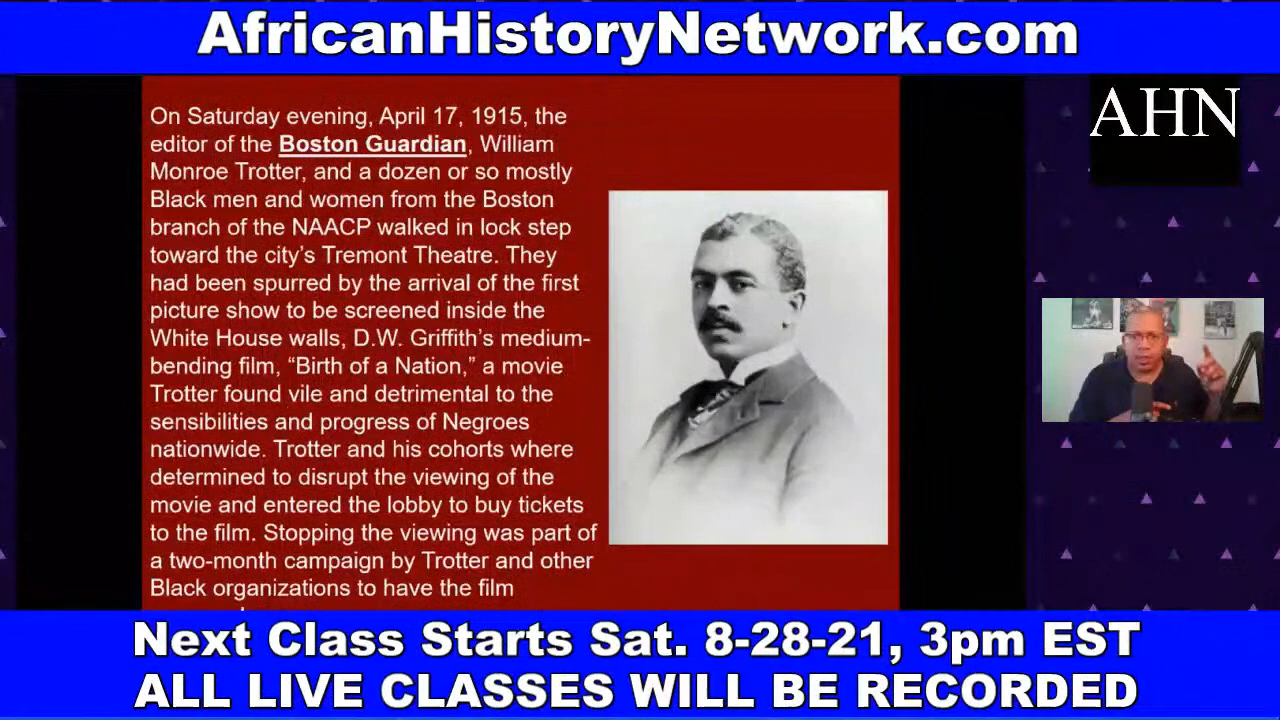 AfricanHistoryNetwork.com
AHN
On Saturday evening, April 17, 1915, the
editor of the Boston Guardian, William
Monroe Trotter, and a dozen or so mostly
Black men and women from the Boston
branch of the NAACP walked in lock step
toward the city's Tremont Theatre. They
had been spurred by the arrival of the first
picture show to be screened inside the
White House walls, D.W. Griffith's medium-
bending film, “Birth of a Nation,” a movie
Trotter found vile and detrimental to the
sensibilities and progress of Negroes
nationwide. Trotter and his cohorts where
determined to disrupt the viewing of the
movie and entered the lobby to buy tickets
to the film. Stopping the viewing was part of
a two-month campaign by Trotter and other
Black organizations to have the film
Next Class Starts Sat. 8-28-21, 3pm EST
ALL LIVE CLASSES WILL BE RECORDED